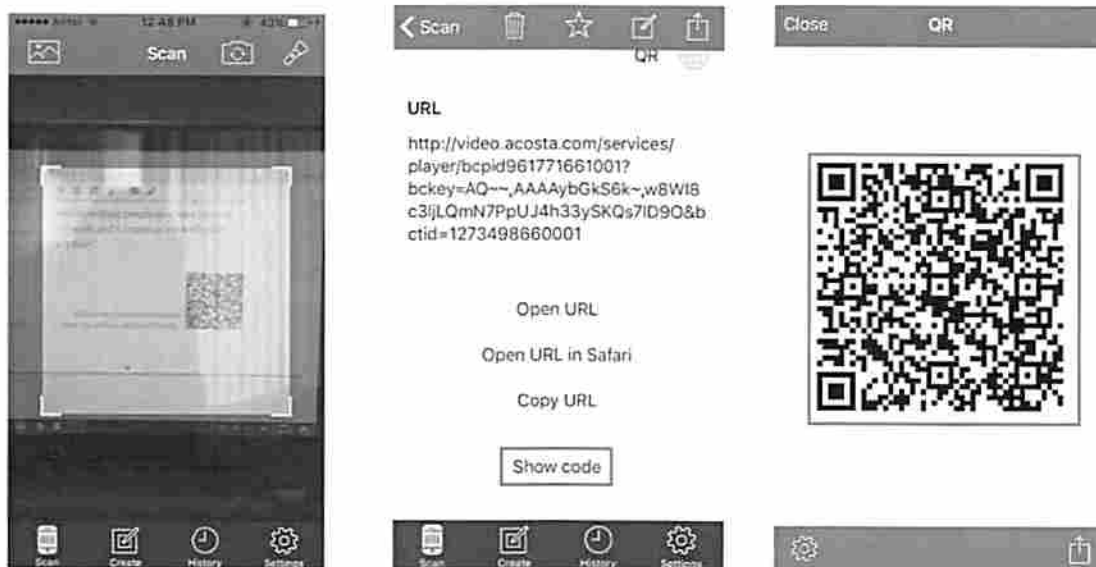 12:48 PM
43%
Scan
Scan
Create
History
Settings
Scan
QR
URL
http://video.acosta.com/services/
player/bcpid961771661001?
bckey=AQ~~,AAAAybGkS6k~,w8WI8
c3ljLQmN7PpUJ4h33ySKQs7lD9O&b
ctid=1273498660001
Open URL
Open URL in Safari
Copy URL
Show code
Scan
Create
History
Settings
Close
QR